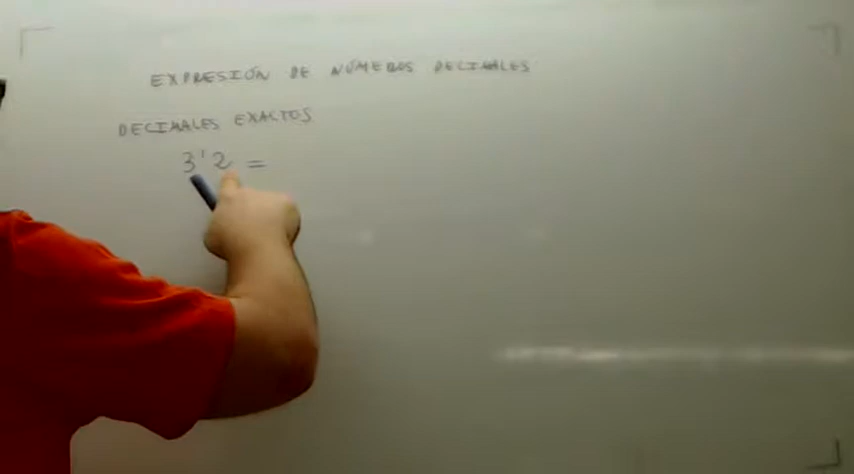 EXPRESIÓN DE NÚMEROS DECIMALES
DECIMALES EXACTOS
3'2 =